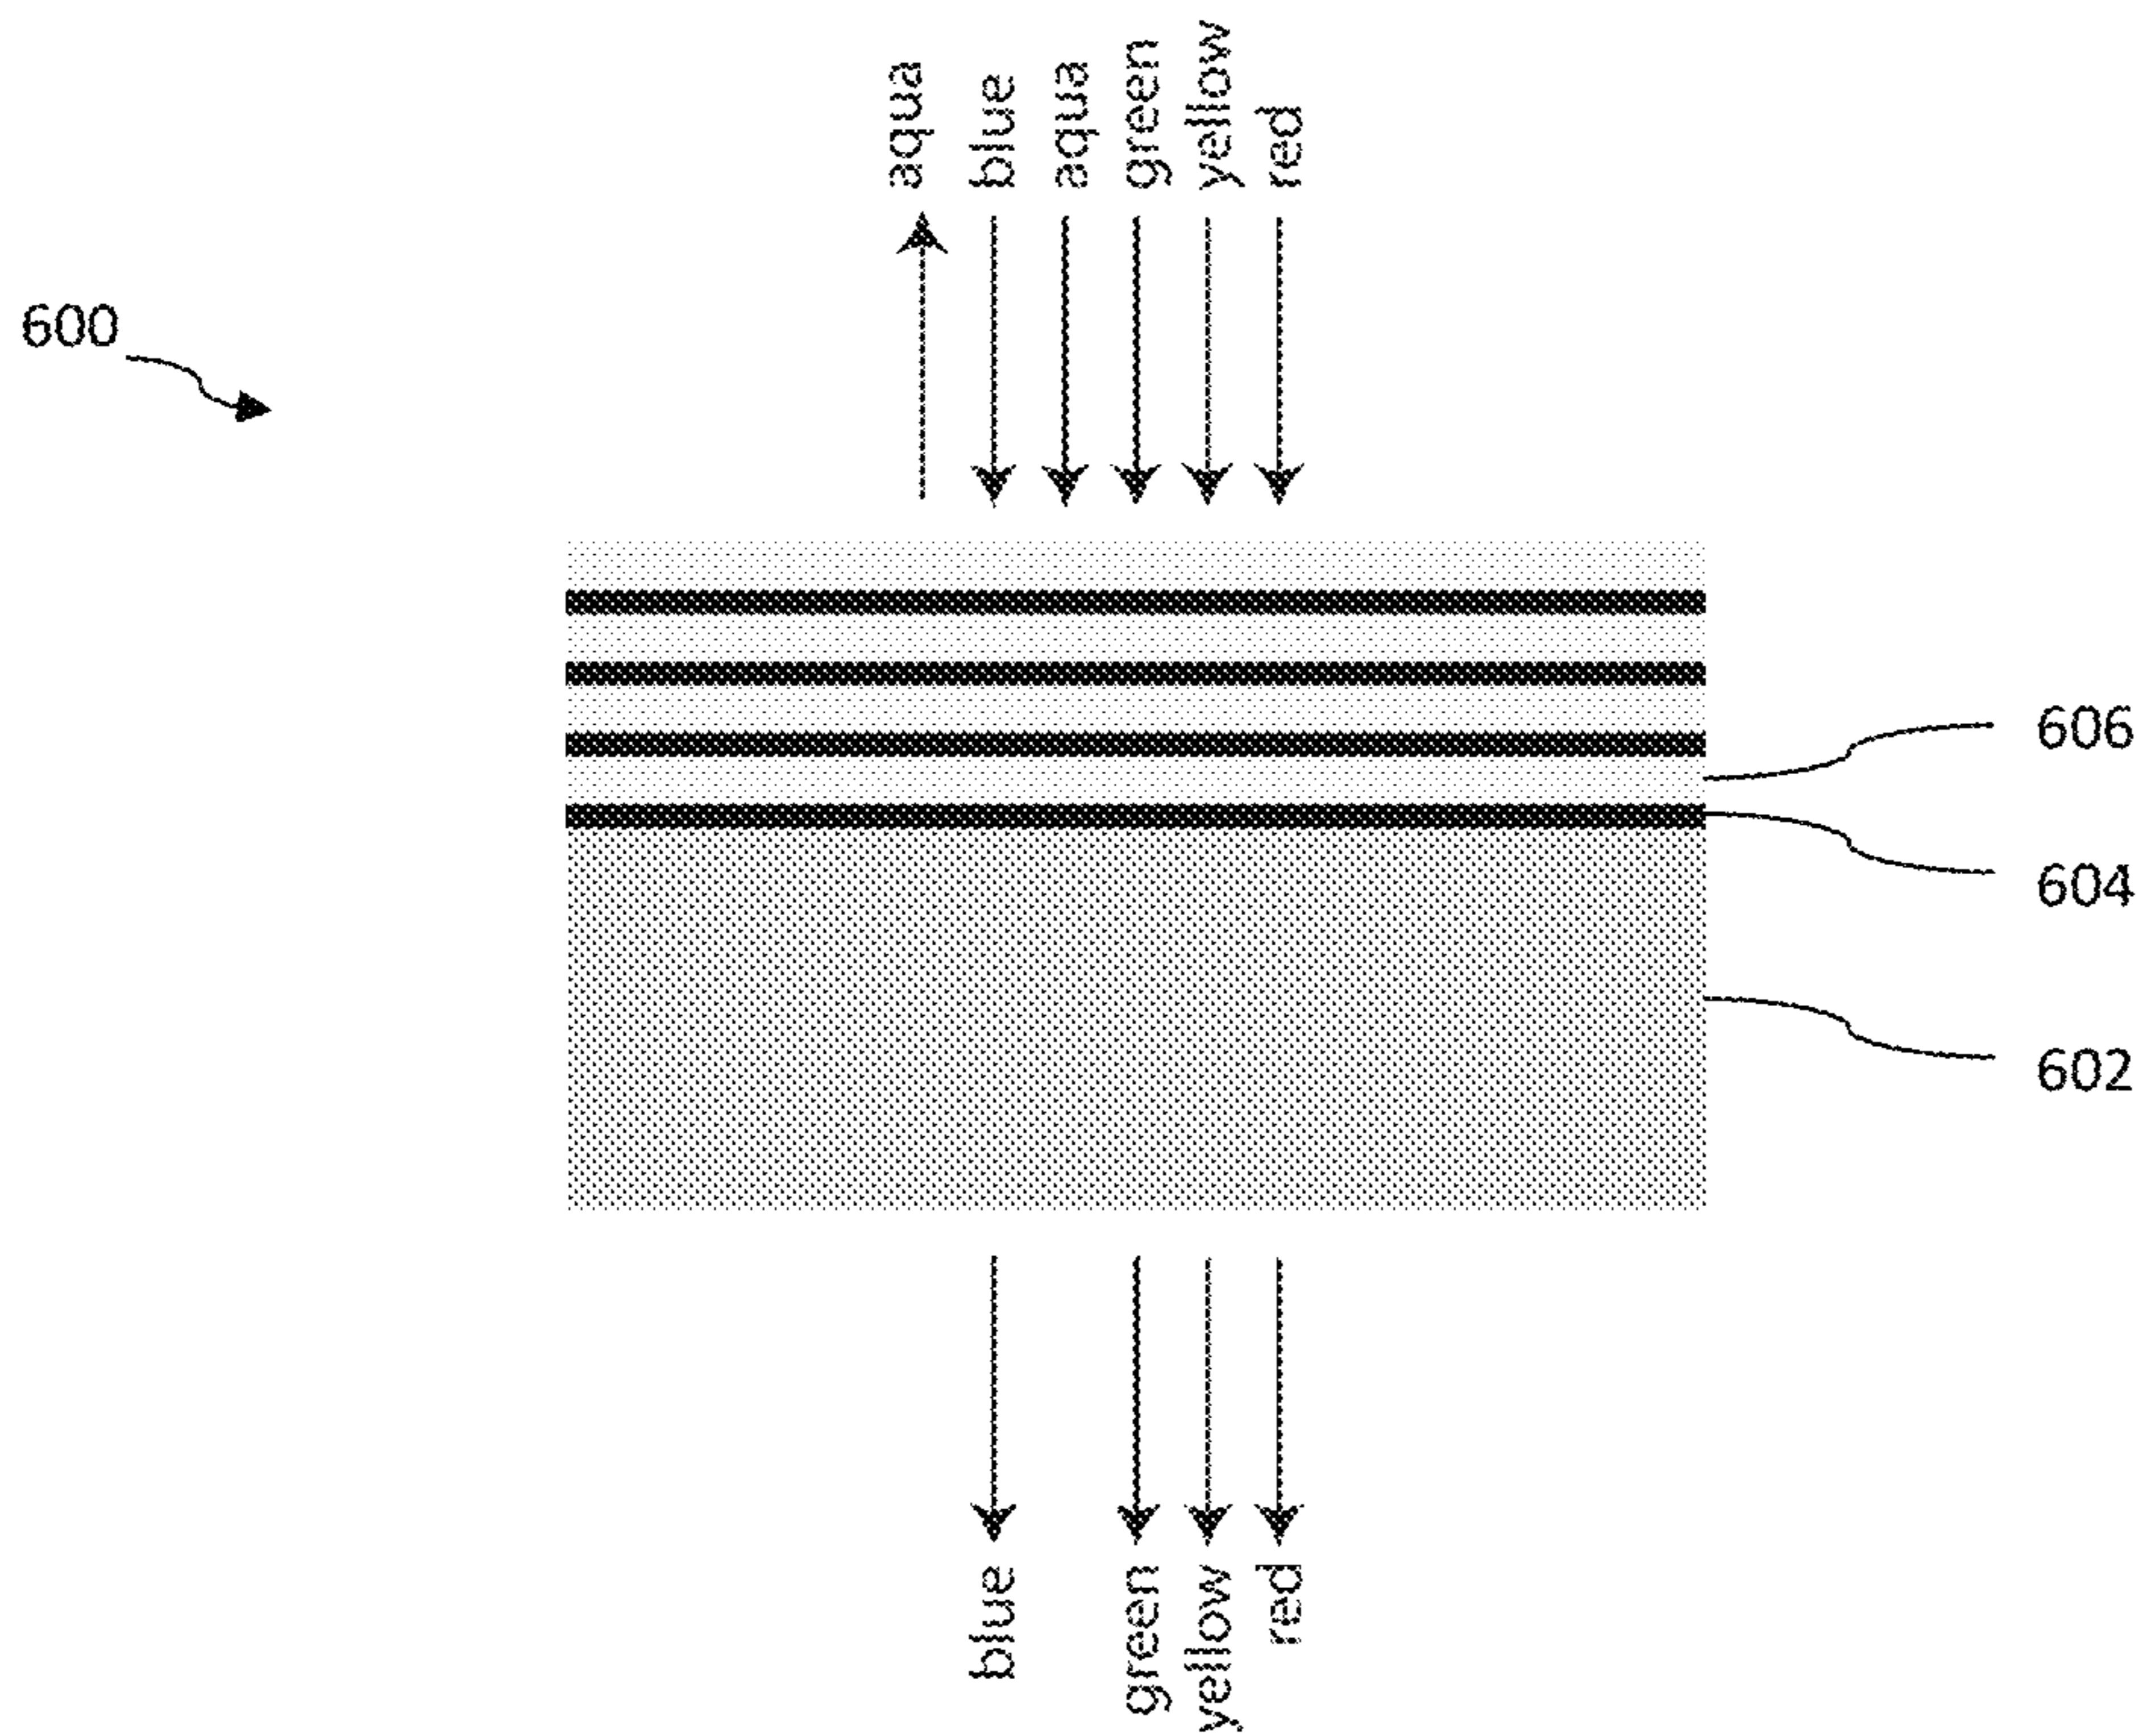 aqua
blue
aqua
green
yellow
red
600
606
604
602
blue
green
yellow
red